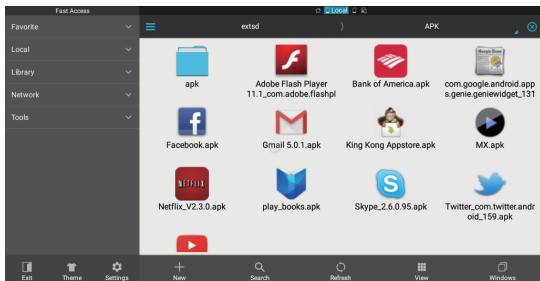 Fast Access
Local
Favorite
extsd
APK
Local
Library
Network
Tools
apk
Adobe Flash Player
11.1_com.adobe.flashpl
Bank of America.apk
com.google.android.app
s.genie.geniewidget_131
Facebook.apk
Gmail 5.0.1.apk
King Kong Appstore.apk
MX.apk
NETFLIX
Netflix_V2.3.0.apk
play_books.apk
Skype_2.6.0.95.apk
Twitter_com.twitter.andr
oid_159.apk
Exit
Theme
Settings
New
Search
Refresh
View
Windows